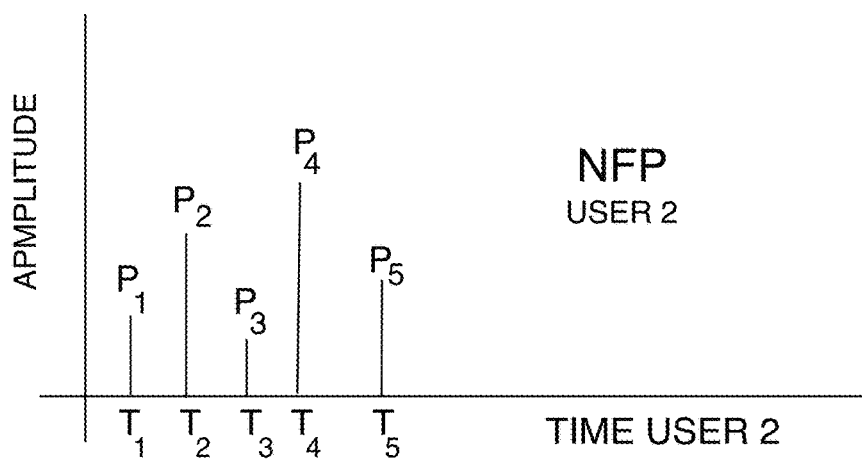 APMPLITUDE
P4
NFP
USER 2
P2
P5
P1
P3
T1 T2 T3 T4 T5
TIME USER 2